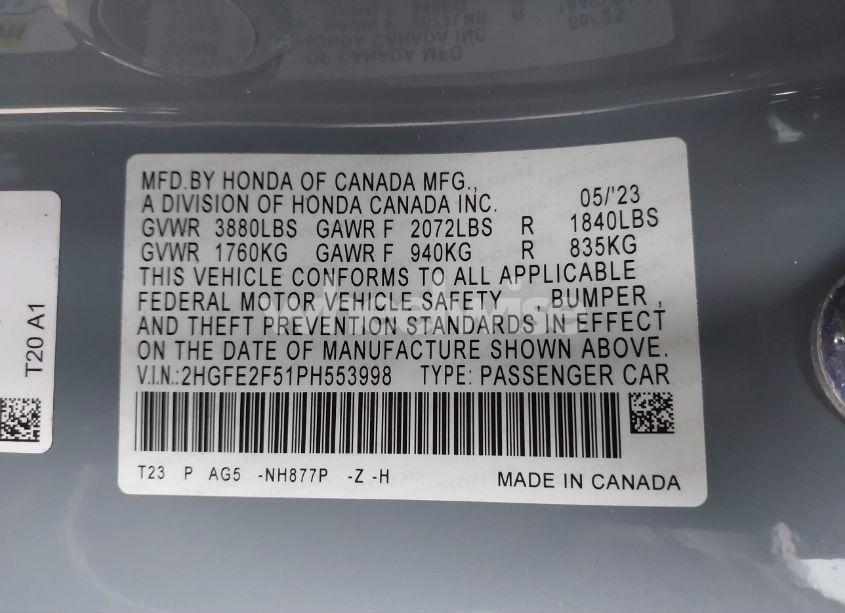 MFD.BY HONDA OF CANADA MFG.,
A DIVISION OF HONDA CANADA INC. 05/'23
GVWR 3880LBS GAWR F 2072LBS R 1840LBS
GVWR 1760KG GAWR F 940KG R 835KG
THIS VEHICLE CONFORMS TO ALL APPLICABLE
FEDERAL MOTOR VEHICLE SAFETY , BUMPER ,
AND THEFT PREVENTION STANDARDS IN EFFECT
ON THE DATE OF MANUFACTURE SHOWN ABOVE.
V.I.N.:2HGFE2F51PH553998 TYPE: PASSENGER CAR
T23 P AG5 -NH877P -Z -H MADE IN CANADA
T20 A1